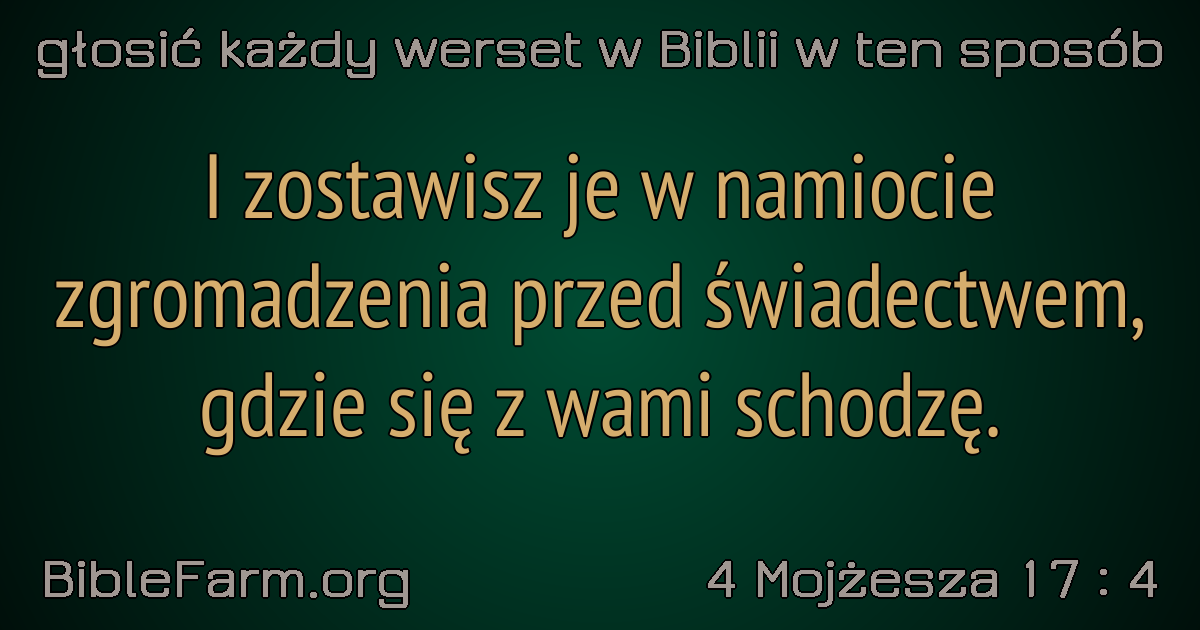 głosić każdy werset w Biblii w ten sposób
I zostawisz je w namiocie
zgromadzenia przed świadectwem,
gdzie się z wami schodzę.
BibleFarm.org
4 Mojżesza 17 : 4